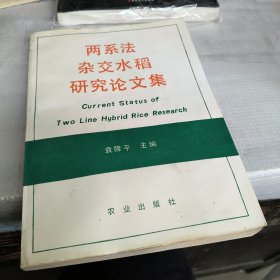 两系法
杂交水稻
研究论文集
Current Status of
Two Line Hybrid Rice Research
袁隆平 主编
农业出版社